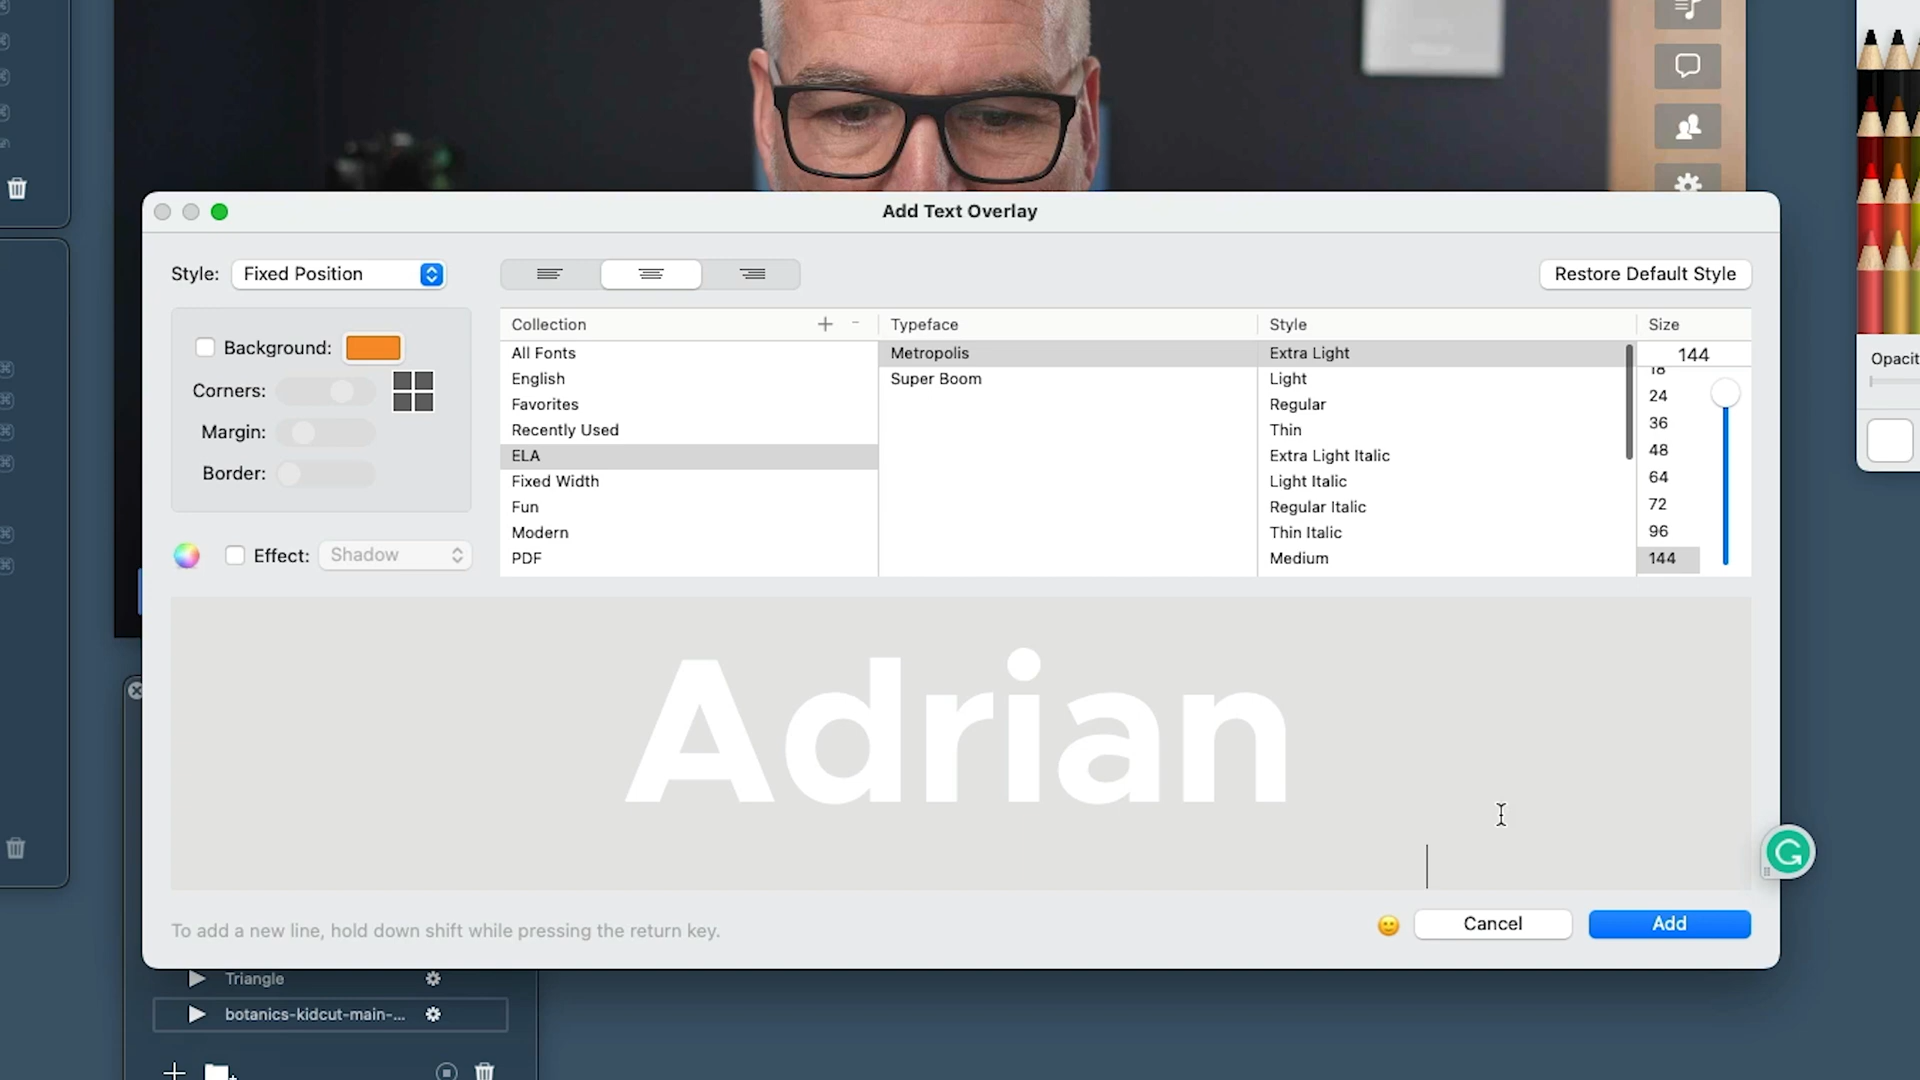 Add Text Overlay
Style: Fixed Position
Restore Default Style
Background:
Corners:
Margin:
Border:
Effect: Shadow
Collection
All Fonts
English
Favorites
Recently Used
ELA
Fixed Width
Fun
Modern
PDF
Typeface
Metropolis
Super Boom
Style
Extra Light
Light
Regular
Thin
Extra Light Italic
Light Italic
Regular Italic
Thin Italic
Medium
Size
144
18
24
36
48
64
72
96
144
Opacit
Adrian
To add a new line, hold down shift while pressing the return key.
Cancel
Add
Triangle
botanics-kidcut-main-...